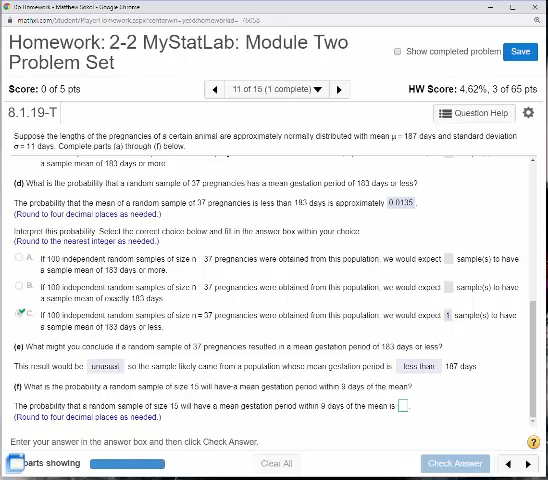 Do Homework - Matthew Sokol - Google Chrome
mathxl.com/Student/PlayerHomework.aspx?
Homework: 2-2 MyStatLab: Module Two
Problem Set
Show completed problem
Save
Score: 0 of 5 pts
11 of 15 (1 complete)
HW Score: 4.62%, 3 of 65 pts
8.1.19-T
Question Help
Suppose the lengths of the pregnancies of a certain animal are approximately normally distributed with mean μ = 187 days and standard deviation
σ = 11 days. Complete parts (a) through (f) below.
a sample mean of 183 days or more.
(d) What is the probability that a random sample of 37 pregnancies has a mean gestation period of 183 days or less?
The probability that the mean of a random sample of 37 pregnancies is less than 183 days is approximately 0.0135.
(Round to four decimal places as needed.)
Interpret this probability. Select the correct choice below and fill in the answer box within your choice.
(Round to the nearest integer as needed.)
A. If 100 independent random samples of size n = 37 pregnancies were obtained from this population, we would expect sample(s) to have
a sample mean of 183 days or more.
B. If 100 independent random samples of size n = 37 pregnancies were obtained from this population, we would expect sample(s) to have
a sample mean of exactly 183 days.
C. If 100 independent random samples of size n = 37 pregnancies were obtained from this population, we would expect 1 sample(s) to have
a sample mean of 183 days or less.
(e) What might you conclude if a random sample of 37 pregnancies resulted in a mean gestation period of 183 days or less?
This result would be unusual so the sample likely came from a population whose mean gestation period is less than 187 days
(f) What is the probability a random sample of size 15 will have a mean gestation period within 9 days of the mean?
The probability that a random sample of size 15 will have a mean gestation period within 9 days of the mean is .
(Round to four decimal places as needed.)
Enter your answer in the answer box and then click Check Answer.
?
parts showing
Clear All
Check Answer